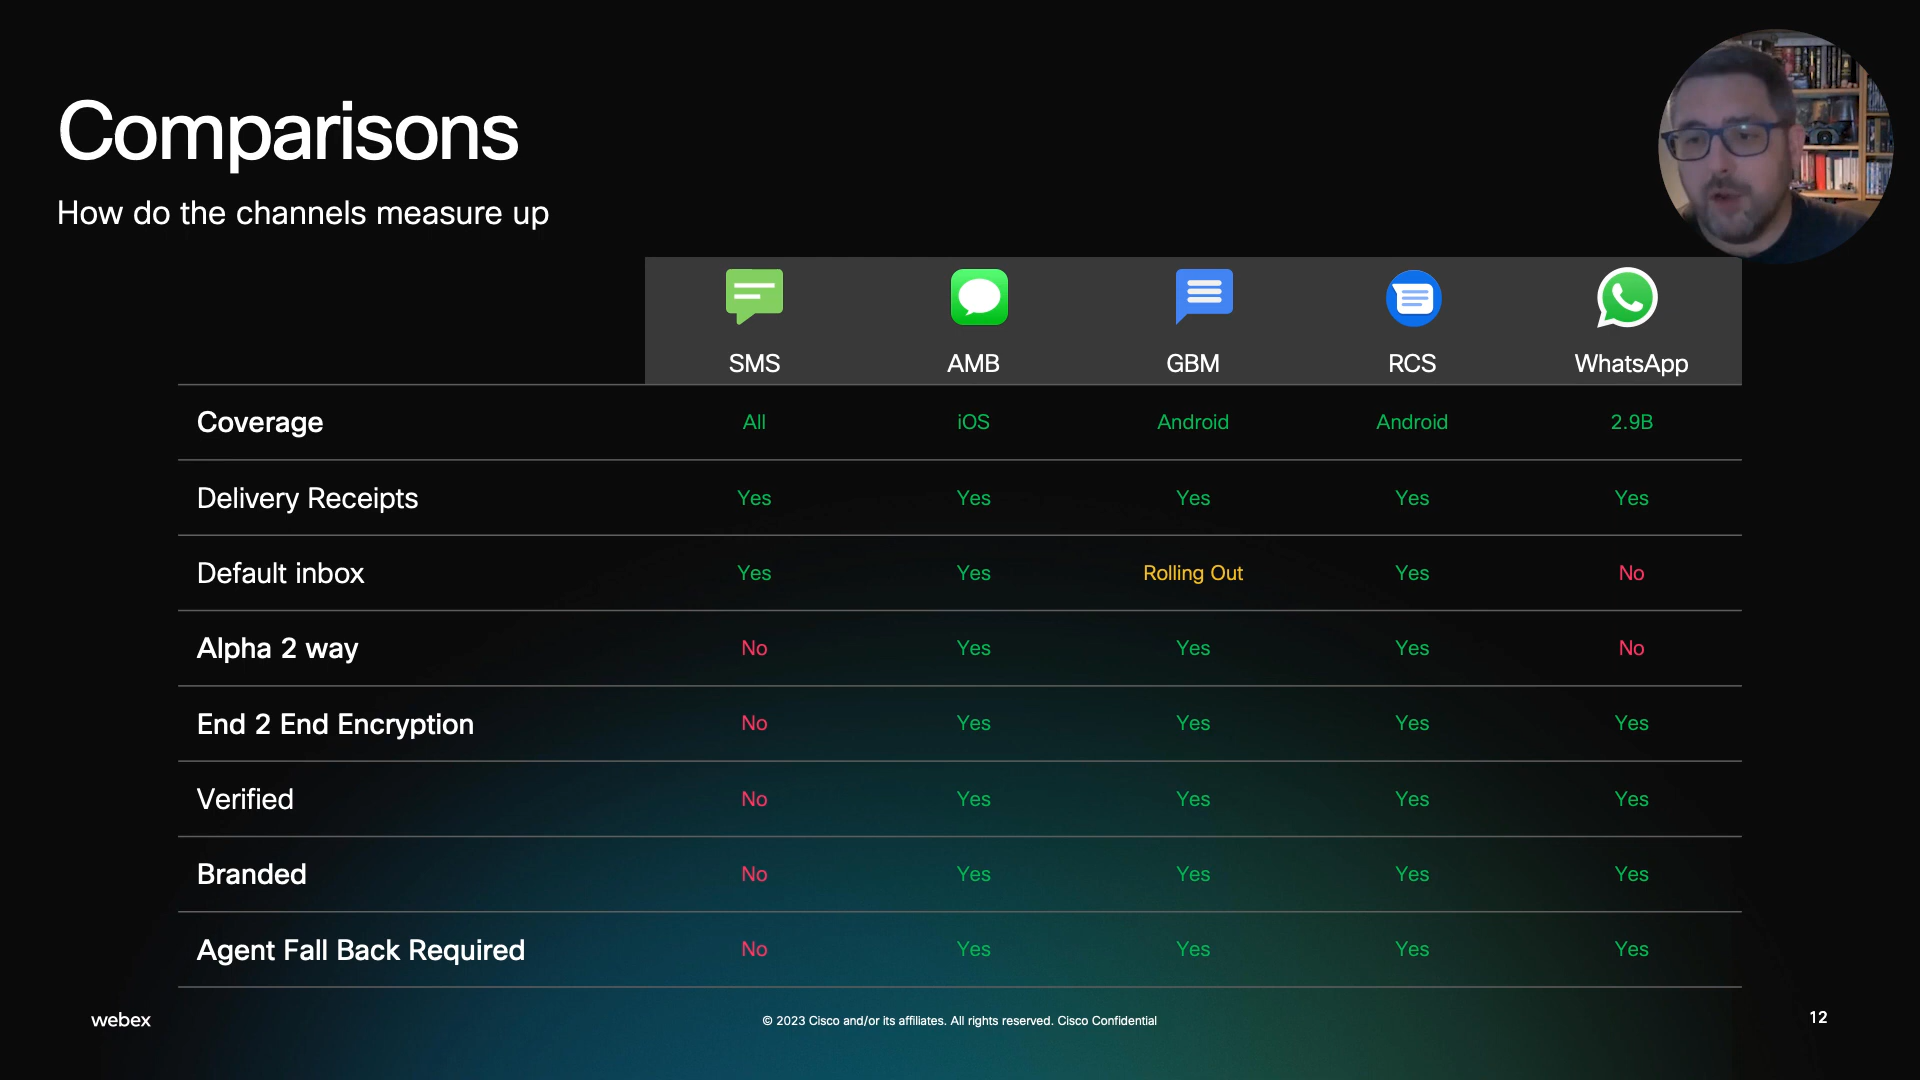 Comparisons
How do the channels measure up
SMS AMB GBM RCS WhatsApp
Coverage All iOS Android Android 2.9B
Delivery Receipts Yes Yes Yes Yes Yes
Default inbox Yes Yes Rolling Out Yes No
Alpha 2 way No Yes Yes Yes No
End 2 End Encryption No Yes Yes Yes Yes
Verified No Yes Yes Yes Yes
Branded No Yes Yes Yes Yes
Agent Fall Back Required No Yes Yes Yes Yes
webex © 2023 Cisco and/or its affiliates. All rights reserved. Cisco Confidential 12